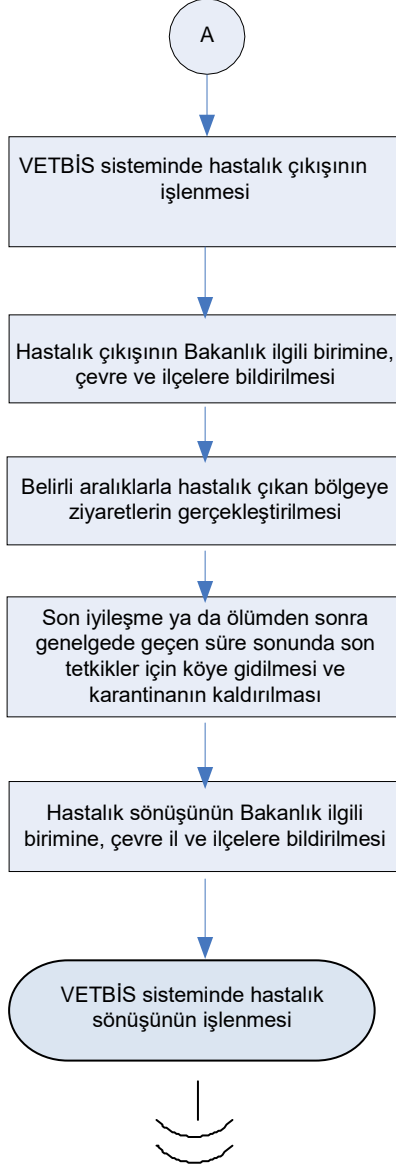 A
VETBİS sisteminde hastalık çıkışının
işlenmesi
Hastalık çıkışının Bakanlık ilgili birimine,
çevre ve ilçelere bildirilmesi
Belirli aralıklarla hastalık çıkan bölgeye
ziyaretlerin gerçekleştirilmesi
Son iyileşme ya da ölümden sonra
genelgede geçen süre sonunda son
tetkikler için köye gidilmesi ve
karantinanın kaldırılması
Hastalık sönüşünün Bakanlık ilgili
birimine, çevre il ve ilçelere bildirilmesi
VETBİS sisteminde hastalık
sönüşünün işlenmesi